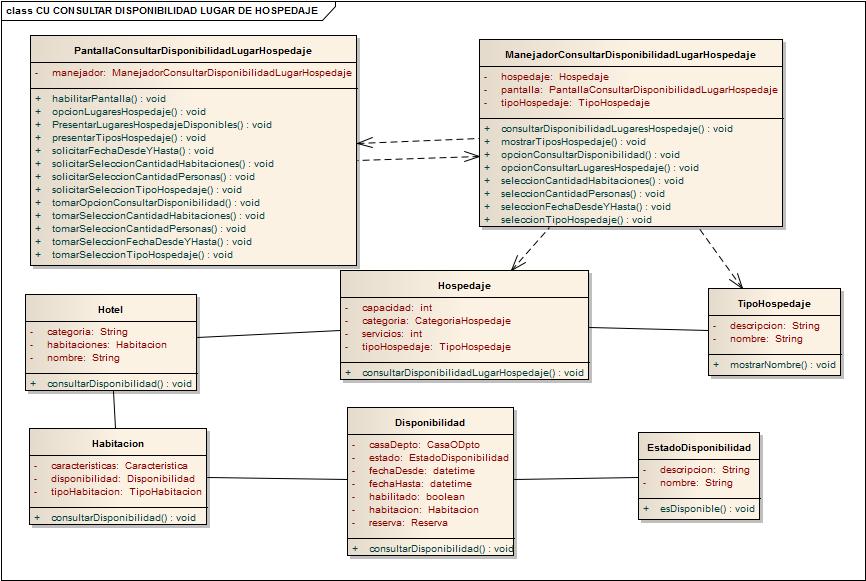 class CU CONSULTAR DISPONIBILIDAD LUGAR DE HOSPEDAJE
PantallaConsultarDisponibilidadLugarHospedaje
- manejador: ManejadorConsultarDisponibilidadLugarHospedaje
+ habilitarPantalla() : void
+ opcionLugaresHospedaje() : void
+ PresentarLugaresHospedajeDisponibles() : void
+ presentarTiposHospedaje() : void
+ solicitarFechaDesdeYHasta() : void
+ solicitarSeleccionCantidadHabitaciones() : void
+ solicitarSeleccionCantidadPersonas() : void
+ solicitarSeleccionTipoHospedaje() : void
+ tomarOpcionConsultarDisponibilidad() : void
+ tomarSeleccionCantidadHabitaciones() : void
+ tomarSeleccionCantidadPersonas() : void
+ tomarSeleccionFechaDesdeYHasta() : void
+ tomarSeleccionTipoHospedaje() : void
ManejadorConsultarDisponibilidadLugarHospedaje
- hospedaje: Hospedaje
- pantalla: PantallaConsultarDisponibilidadLugarHospedaje
- tipoHospedaje: TipoHospedaje
+ consultarDisponibilidadLugaresHospedaje() : void
+ mostrarTiposHospedaje() : void
+ opcionConsultarDisponibilidad() : void
+ opcionConsultarLugaresHospedaje() : void
+ seleccionCantidadHabitaciones() : void
+ seleccionCantidadPersonas() : void
+ seleccionFechaDesdeYHasta() : void
+ seleccionTipoHospedaje() : void
Hotel
- categoria: String
- habitaciones: Habitacion
- nombre: String
+ consultarDisponibilidad() : void
Hospedaje
- capacidad: int
- categoria: CategoriaHospedaje
- servicios: int
- tipoHospedaje: TipoHospedaje
+ consultarDisponibilidadLugarHospedaje() : void
TipoHospedaje
- descripcion: String
- nombre: String
+ mostrarNombre() : void
Habitacion
- caracteristicas: Caracteristica
- disponibilidad: Disponibilidad
- tipoHabitacion: TipoHabitacion
+ consultarDisponibilidad() : void
Disponibilidad
- casaDepto: CasaODpto
- estado: EstadoDisponibilidad
- fechaDesde: datetime
- fechaHasta: datetime
- habilitado: boolean
- habitacion: Habitacion
- reserva: Reserva
+ consultarDisponibilidad() : void
EstadoDisponibilidad
- descripcion: String
- nombre: String
+ esDisponible() : void